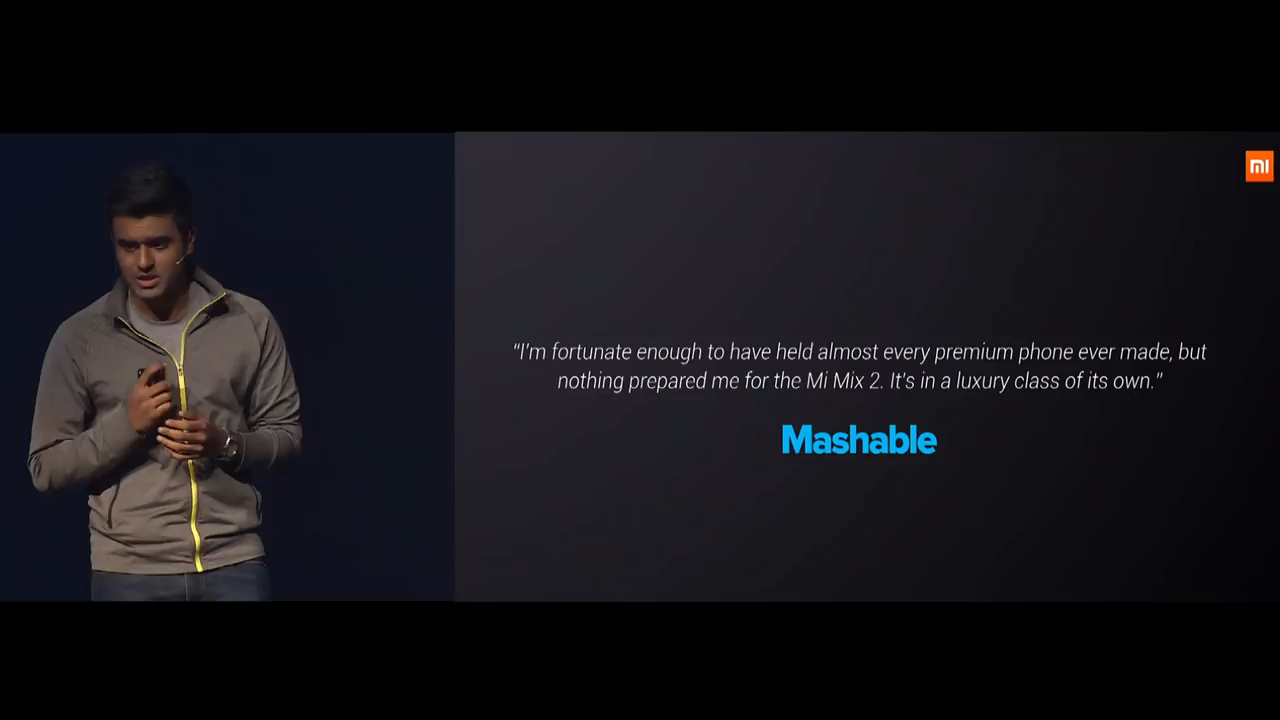 mi
"I'm fortunate enough to have held almost every premium phone ever made, but
nothing prepared me for the Mi Mix 2. It's in a luxury class of its own."
Mashable